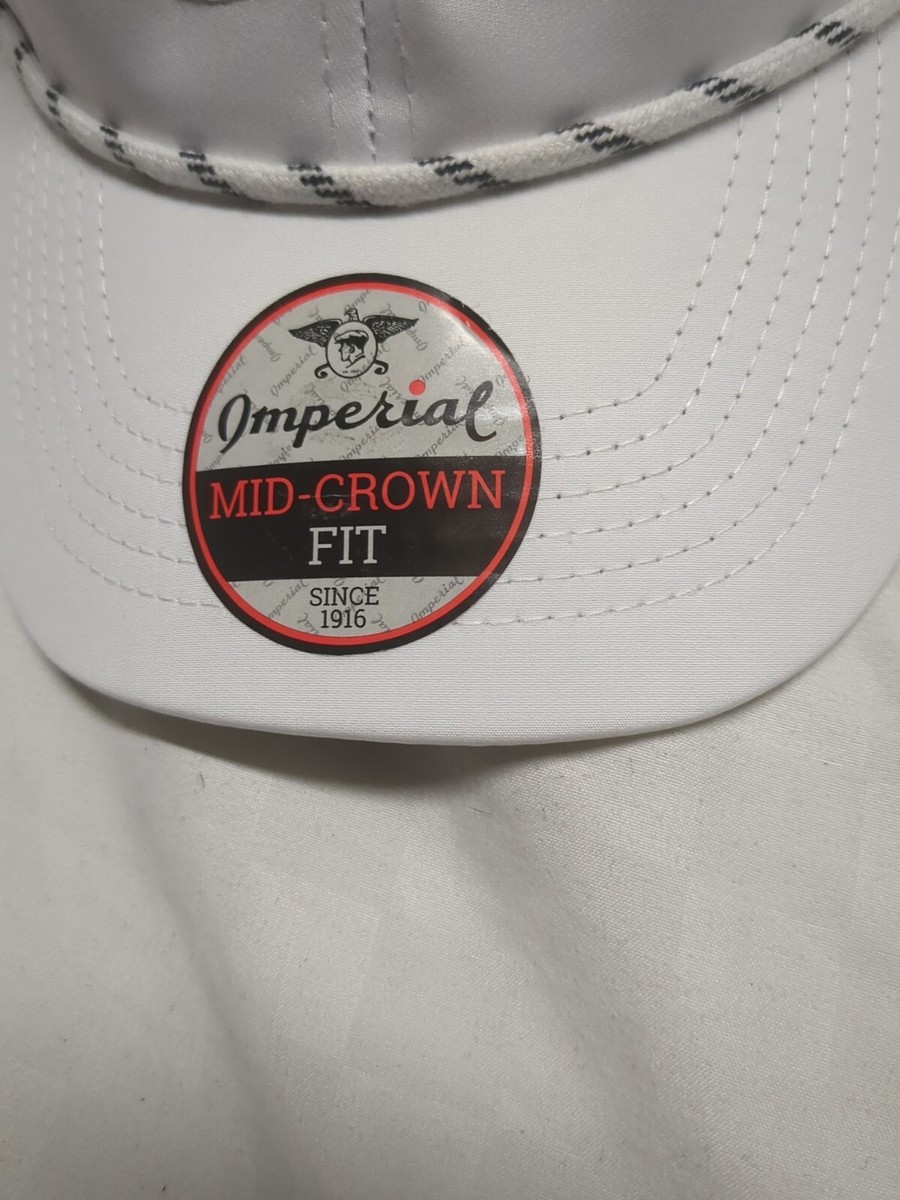 Imperial
MID-CROWN
FIT
SINCE
1916